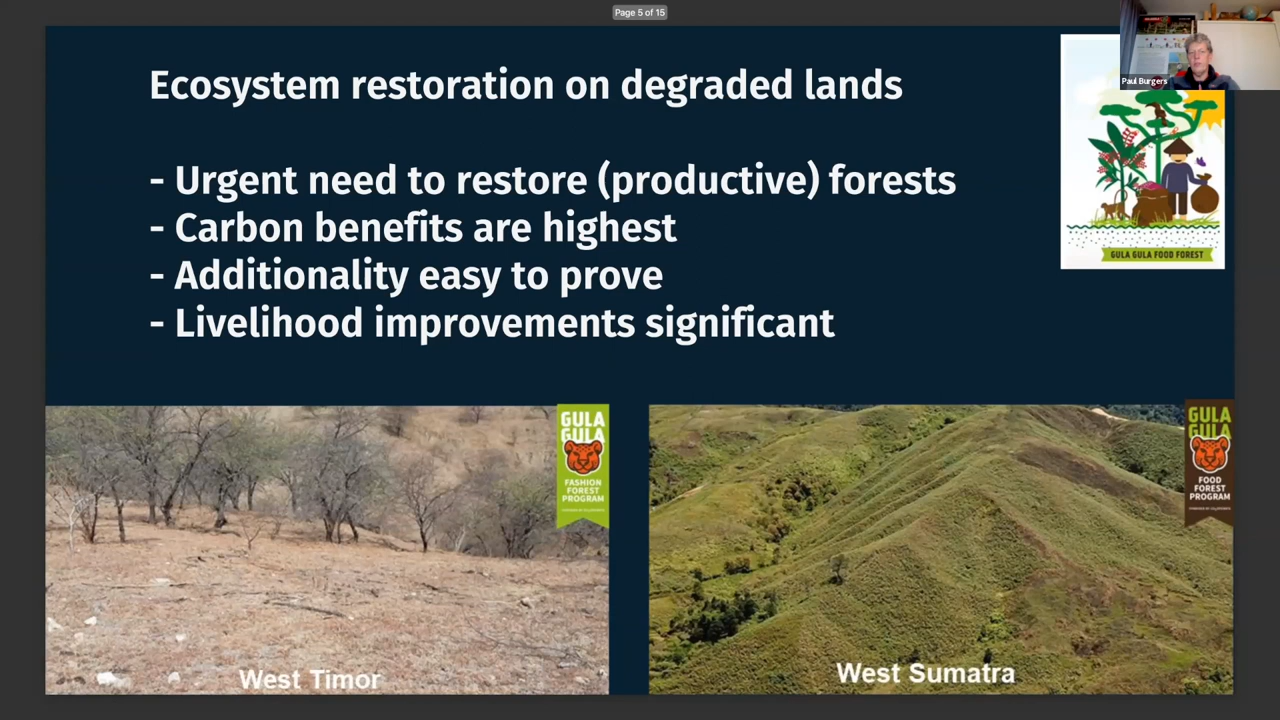 Page 5 of 15
Paul Burgers
Ecosystem restoration on degraded lands
- Urgent need to restore (productive) forests
- Carbon benefits are highest
- Additionality easy to prove
- Livelihood improvements significant
GULA GULA FOOD FOREST
GULA
GULA
FASHION
FOREST
PROGRAM
West Timor
GULA
GULA
FOOD
FOREST
PROGRAM
West Sumatra